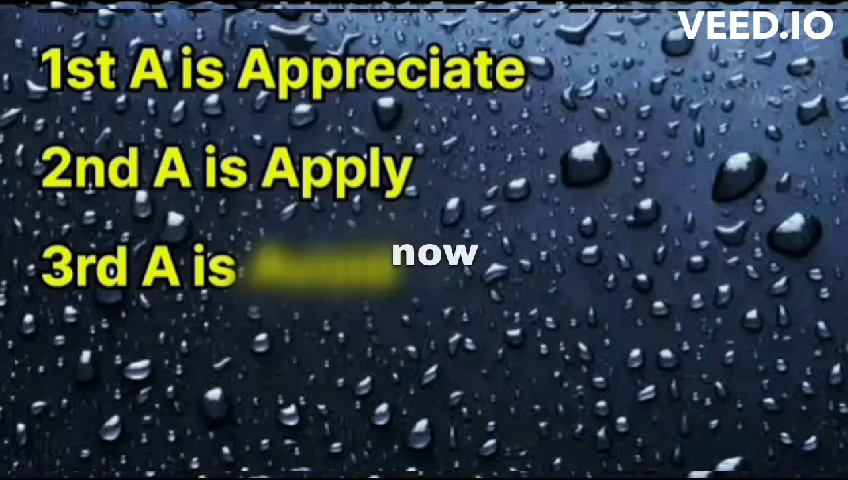 VEED.IO
1st A is Appreciate
2nd A is Apply
3rd A is
now